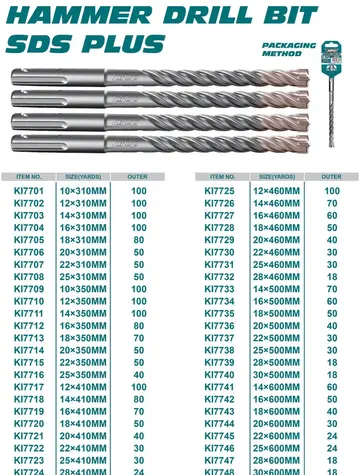 HAMMER DRILL BIT
SDS PLUS
PACKAGING
METHOD
ITEM NO. SIZE(YARDS) OUTER
KI7701 10×310MM 100
KI7702 12×310MM 100
KI7703 14×310MM 100
KI7704 16×310MM 100
KI7705 18×310MM 80
KI7706 20×310MM 50
KI7707 22×310MM 50
KI7708 25×310MM 50
KI7709 10×350MM 100
KI7710 12×350MM 100
KI7711 14×350MM 100
KI7712 16×350MM 80
KI7713 18×350MM 70
KI7714 20×350MM 50
KI7715 22×350MM 50
KI7716 25×350MM 40
KI7717 12×410MM 100
KI7718 14×410MM 80
KI7719 16×410MM 70
KI7720 18×410MM 50
KI7721 20×410MM 40
KI7722 22×410MM 30
KI7723 25×410MM 30
KI7724 28×410MM 24
ITEM NO. SIZE(YARDS) OUTER
KI7725 12×460MM 100
KI7726 14×460MM 70
KI7727 16×460MM 60
KI7728 18×460MM 50
KI7729 20×460MM 40
KI7730 22×460MM 30
KI7731 25×460MM 30
KI7732 28×460MM 18
KI7733 14×500MM 70
KI7734 16×500MM 60
KI7735 18×500MM 50
KI7736 20×500MM 40
KI7737 22×500MM 30
KI7738 25×500MM 30
KI7739 28×500MM 18
KI7740 30×500MM 18
KI7741 14×600MM 60
KI7742 16×600MM 50
KI7743 18×600MM 40
KI7744 20×600MM 30
KI7745 22×600MM 24
KI7746 25×600MM 24
KI7747 28×600MM 18
KI7748 30×600MM 18